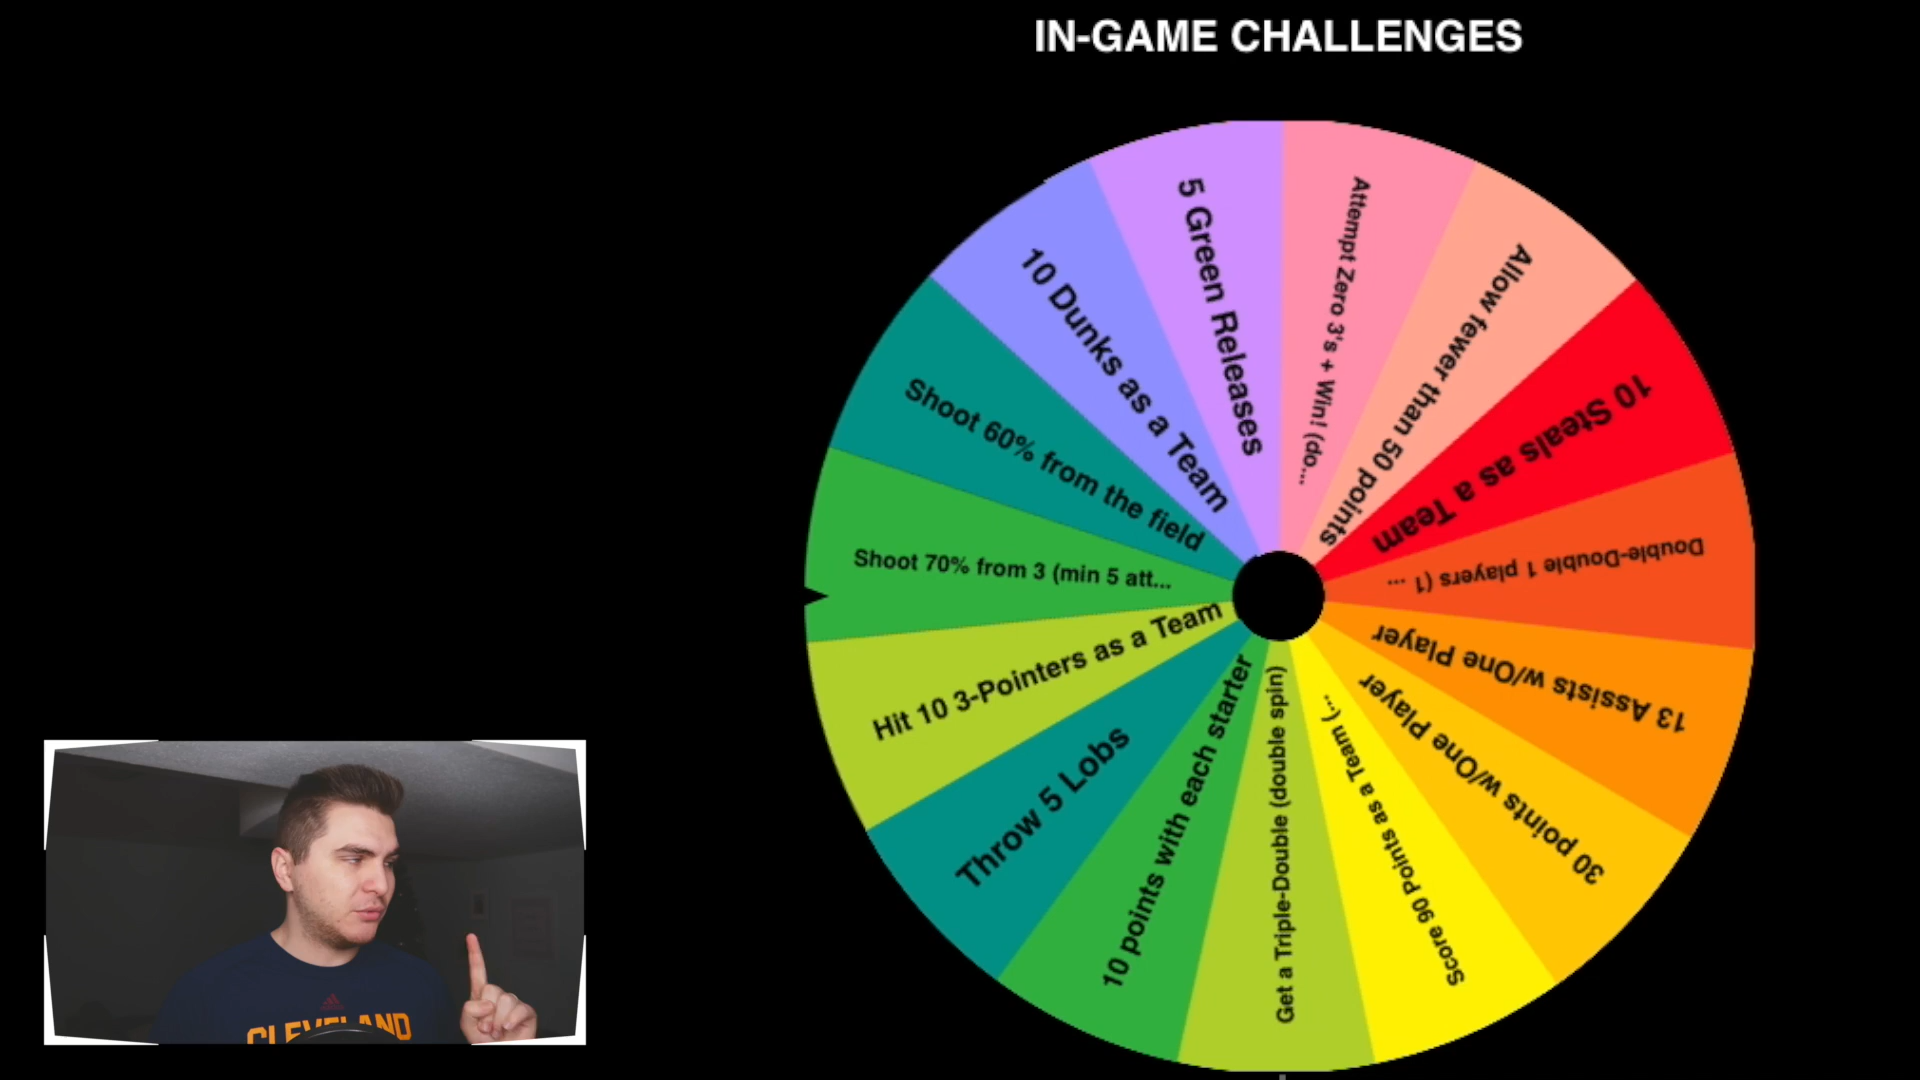 IN-GAME CHALLENGES
5 Green Releases
Attempt Zero 3's + Win! (do...
Allow fewer than 50 points
10 Steals as a Team
Double-Double 1 players (1 ...
13 Assists w/One Player
30 points w/One Player
Score 90 Points as a Team (...
Get a Triple-Double (double spin)
10 points with each starter
Throw 5 Lobs
Hit 10 3-Pointers as a Team
Shoot 70% from 3 (min 5 att...
Shoot 60% from the field
10 Dunks as a Team
CLEVELAND